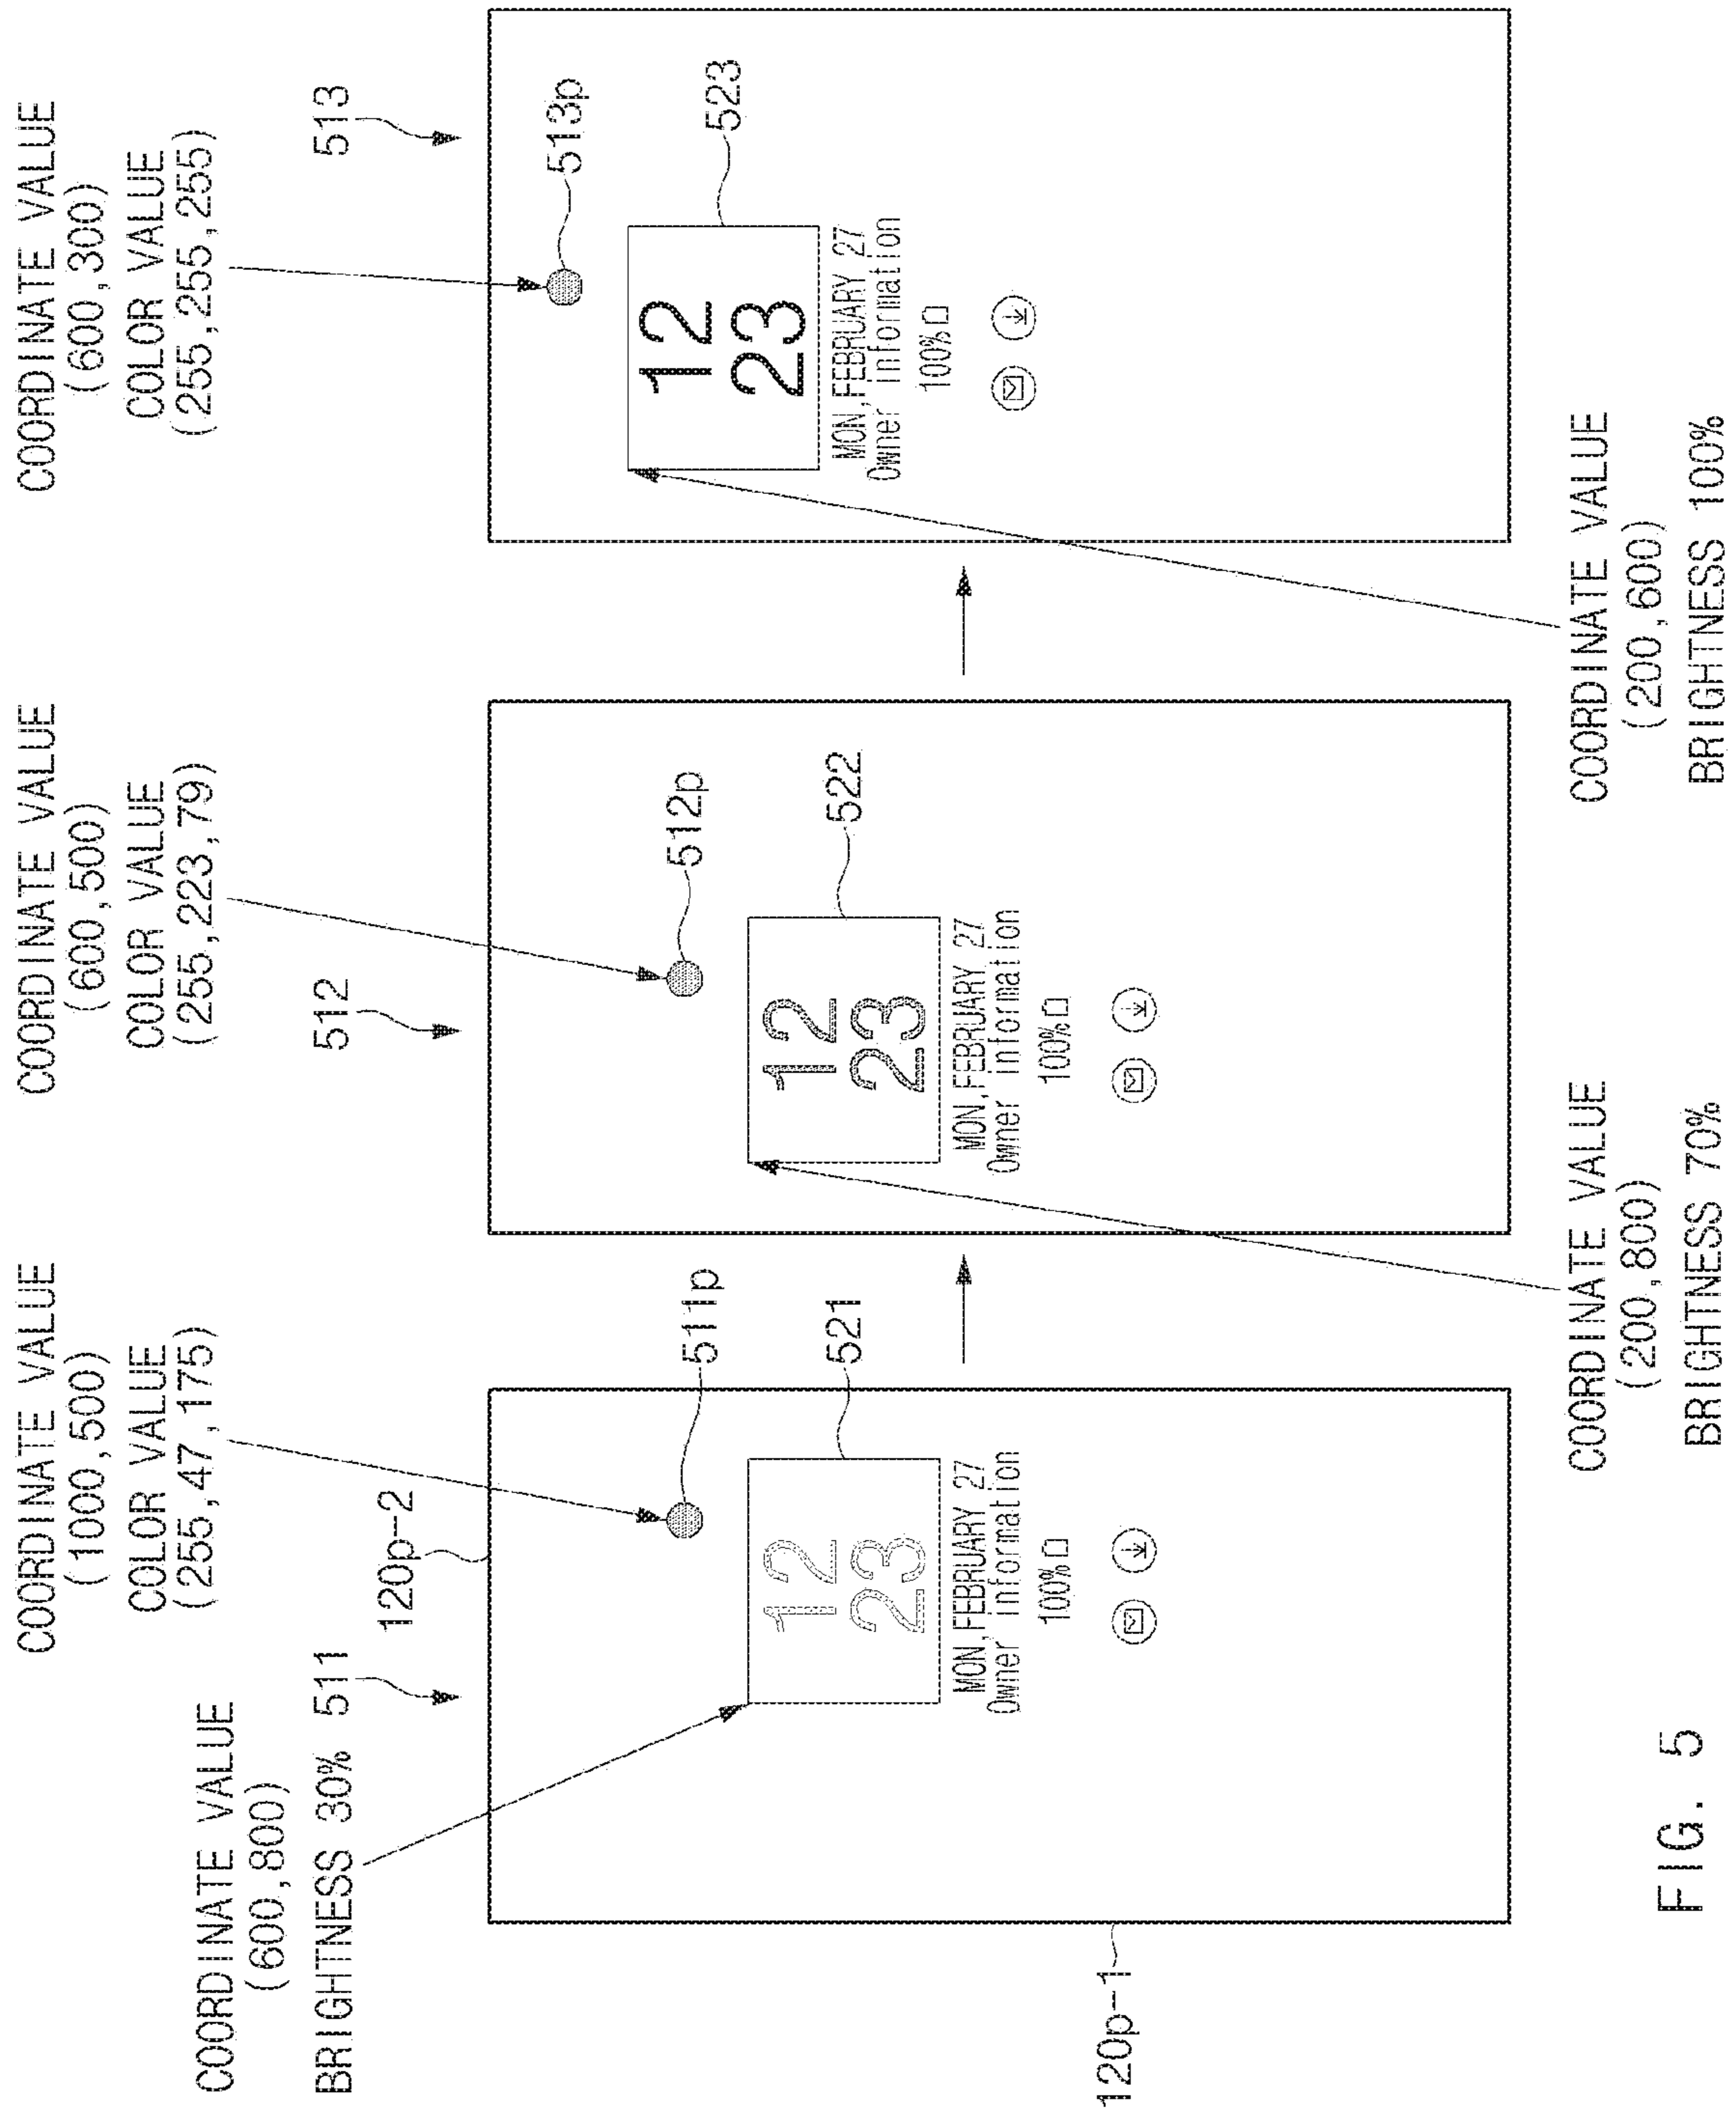 COORDINATE VALUE
(600,800)
BRIGHTNESS 30%
COORDINATE VALUE
(1000,500)
COLOR VALUE
(255,47,175)
511
120p-2
511p
521
12
23
MON,FEBRUARY 27
Owner information
100%
120p-1
COORDINATE VALUE
(600,500)
COLOR VALUE
(255,223,79)
512
512p
522
12
23
MON,FEBRUARY 27
Owner information
100%
COORDINATE VALUE
(200,800)
BRIGHTNESS 70%
COORDINATE VALUE
(600,300)
COLOR VALUE
(255,255,255)
513
513p
523
12
23
MON,FEBRUARY 27
Owner information
100%
COORDINATE VALUE
(200,600)
BRIGHTNESS 100%
FIG. 5